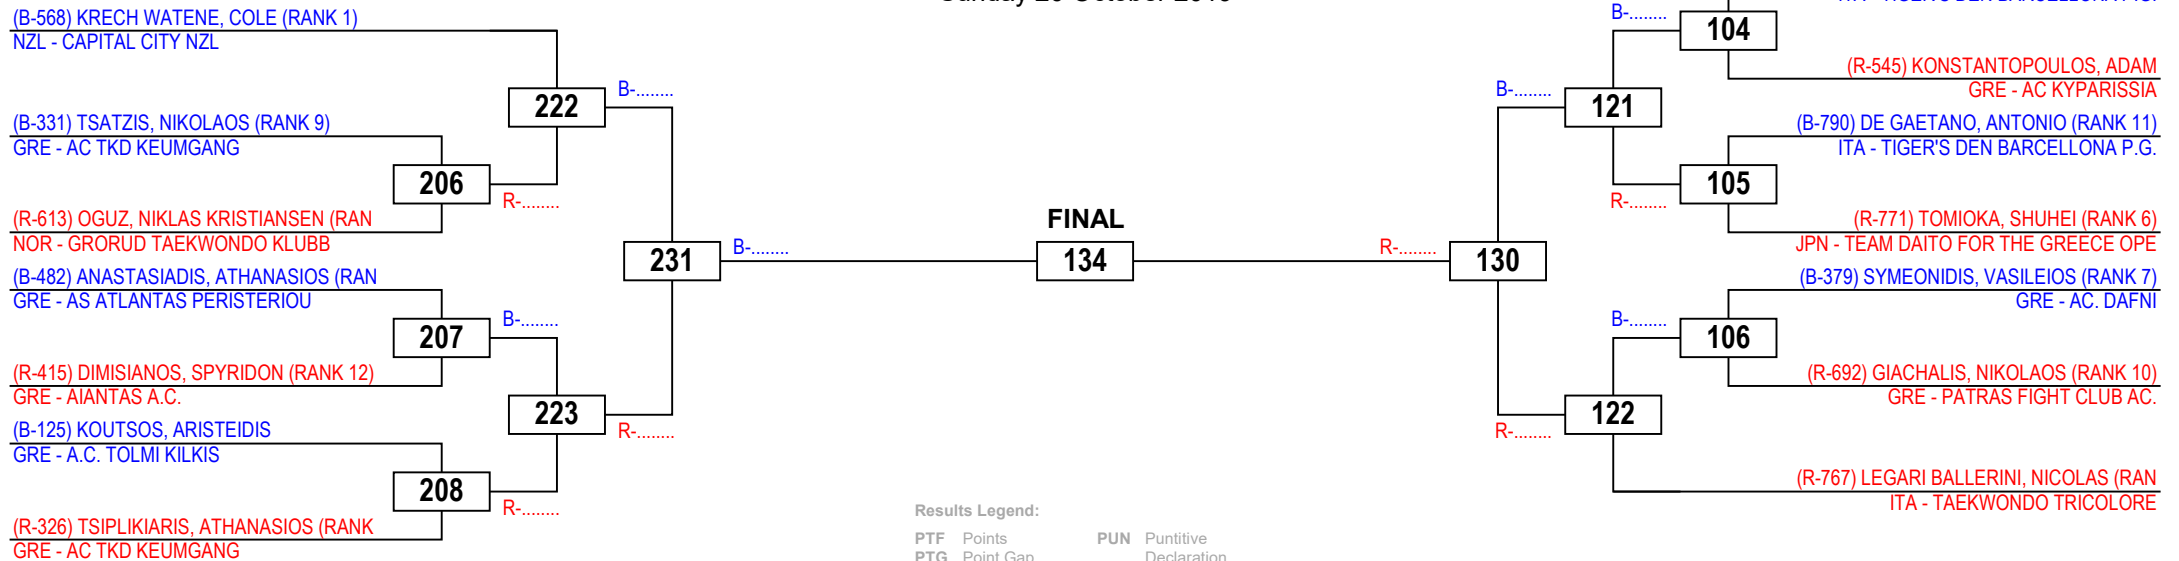 (B-568) KRECH WATENE, COLE (RANK 1)
NZL - CAPITAL CITY NZL
(B-331) TSATZIS, NIKOLAOS (RANK 9)
GRE - AC TKD KEUMGANG
(R-613) OGUZ, NIKLAS KRISTIANSEN (RAN
NOR - GRORUD TAEKWONDO KLUBB
(B-482) ANASTASIADIS, ATHANASIOS (RAN
GRE - AS ATLANTAS PERISTERIOU
(R-415) DIMISIANOS, SPYRIDON (RANK 12)
GRE - AIANTAS A.C.
(B-125) KOUTSOS, ARISTEIDIS
GRE - A.C. TOLMI KILKIS
(R-326) TSIPLIKIARIS, ATHANASIOS (RANK
GRE - AC TKD KEUMGANG
206
207
208
B-........
R-........
B-........
R-........
222
223
B-........
R-........
231
B-........
FINAL
134
R-........
130
B-........
R-........
121
122
B-........
R-........
B-........
104
105
106
(R-545) KONSTANTOPOULOS, ADAM
GRE - AC KYPARISSIA
(B-790) DE GAETANO, ANTONIO (RANK 11)
ITA - TIGER'S DEN BARCELLONA P.G.
(R-771) TOMIOKA, SHUHEI (RANK 6)
JPN - TEAM DAITO FOR THE GREECE OPE
(B-379) SYMEONIDIS, VASILEIOS (RANK 7)
GRE - AC. DAFNI
(R-692) GIACHALIS, NIKOLAOS (RANK 10)
GRE - PATRAS FIGHT CLUB AC.
(R-767) LEGARI BALLERINI, NICOLAS (RAN
ITA - TAEKWONDO TRICOLORE
Results Legend:
PTF Points PUN Puntitive
PTG Point Gap Declaration